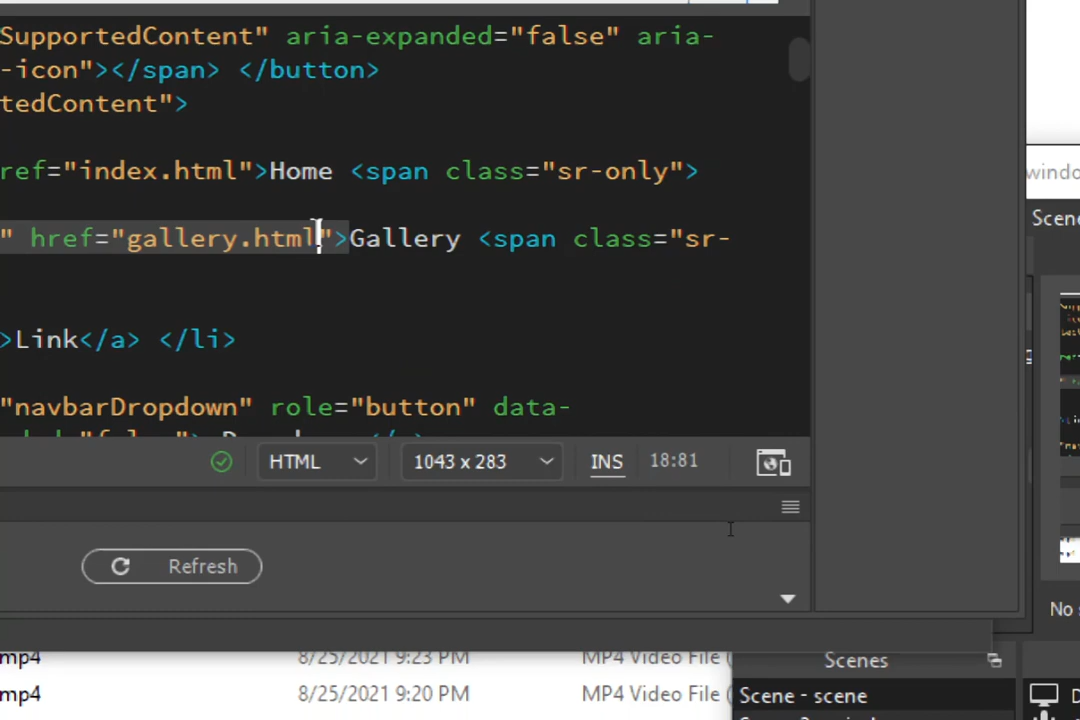 SupportedContent" aria-expanded="false" aria-
-icon"></span> </button>
tedContent">
ref="index.html">Home <span class="sr-only">
" href="gallery.html">Gallery <span class="sr-
>Link</a> </li>
"navbarDropdown" role="button" data-
HTML
1043 x 283
INS
18:81
Refresh
windo
Scene
No
mp4 8/25/2021 9:23 PM MP4 Video File (
mp4 8/25/2021 9:20 PM MP4 Video File (
Scenes
Scene - scene